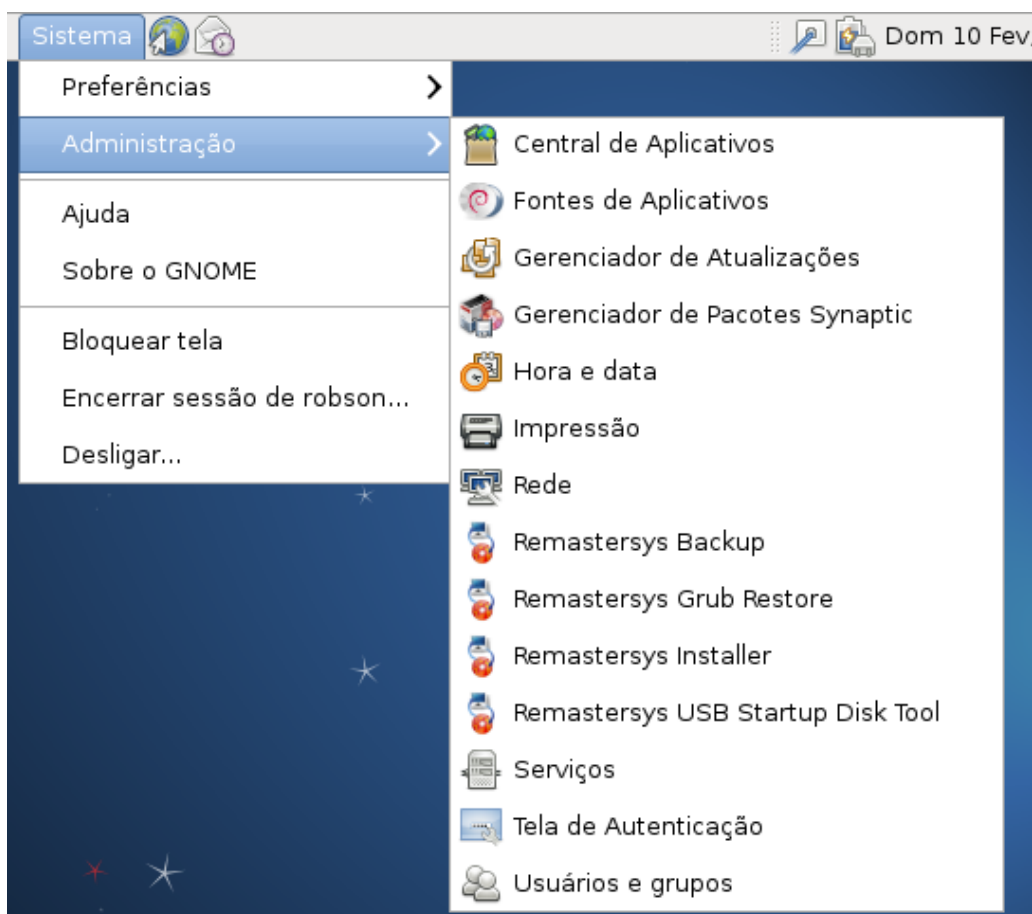 Sistema
Dom 10 Fev,
Preferências
Administração
Ajuda
Sobre o GNOME
Bloquear tela
Encerrar sessão de robson...
Desligar...
Central de Aplicativos
Fontes de Aplicativos
Gerenciador de Atualizações
Gerenciador de Pacotes Synaptic
Hora e data
Impressão
Rede
Remastersys Backup
Remastersys Grub Restore
Remastersys Installer
Remastersys USB Startup Disk Tool
Serviços
Tela de Autenticação
Usuários e grupos